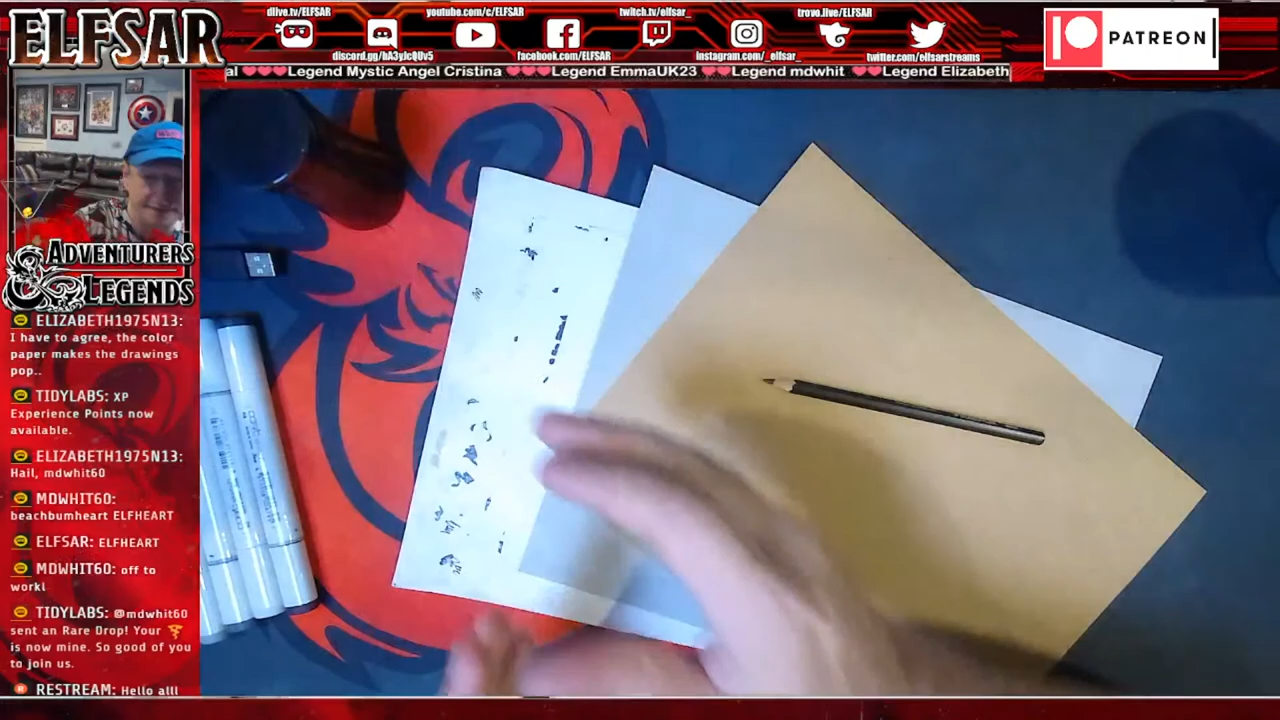 ELFSAR
dlive.tv/ELFSAR
youtube.com/c/ELFSAR
twitch.tv/elfsar_
trovo.live/ELFSAR
discord.gg/hA3yJcQUv5
facebook.com/ELFSAR
instagram.com/_elfsar_
twitter.com/elfsarstreams
PATREON
al ❤❤❤Legend Mystic Angel Cristina ❤❤❤Legend EmmaUK23 ❤❤Legend mdwhit ❤❤Legend Elizabeth
ADVENTURERS
& LEGENDS
ELIZABETH1975N13:
I have to agree, the color
paper makes the drawings
pop..
TIDYLABS: XP
Experience Points now
available.
ELIZABETH1975N13:
Hail, mdwhit60
MDWHIT60:
beachbumheart ELFHEART
ELFSAR: ELFHEART
MDWHIT60: off to
work!
TIDYLABS: @mdwhit60
sent an Rare Drop! Your
is now mine. So good of you
to join us.
RESTREAM: Hello alll